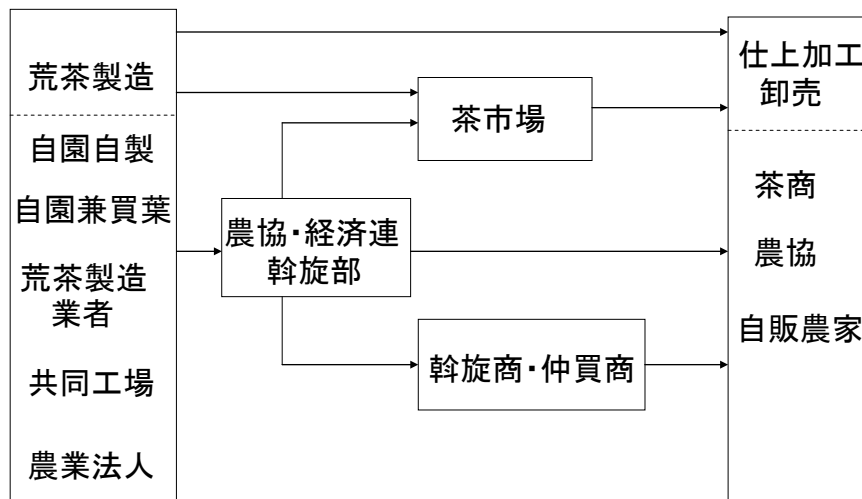 荒茶製造
自園自製
自園兼買葉
荒茶製造
業者
共同工場
農業法人
農協・経済連
斡旋部
茶市場
斡旋商・仲買商
仕上加工
卸売
茶商
農協
自販農家